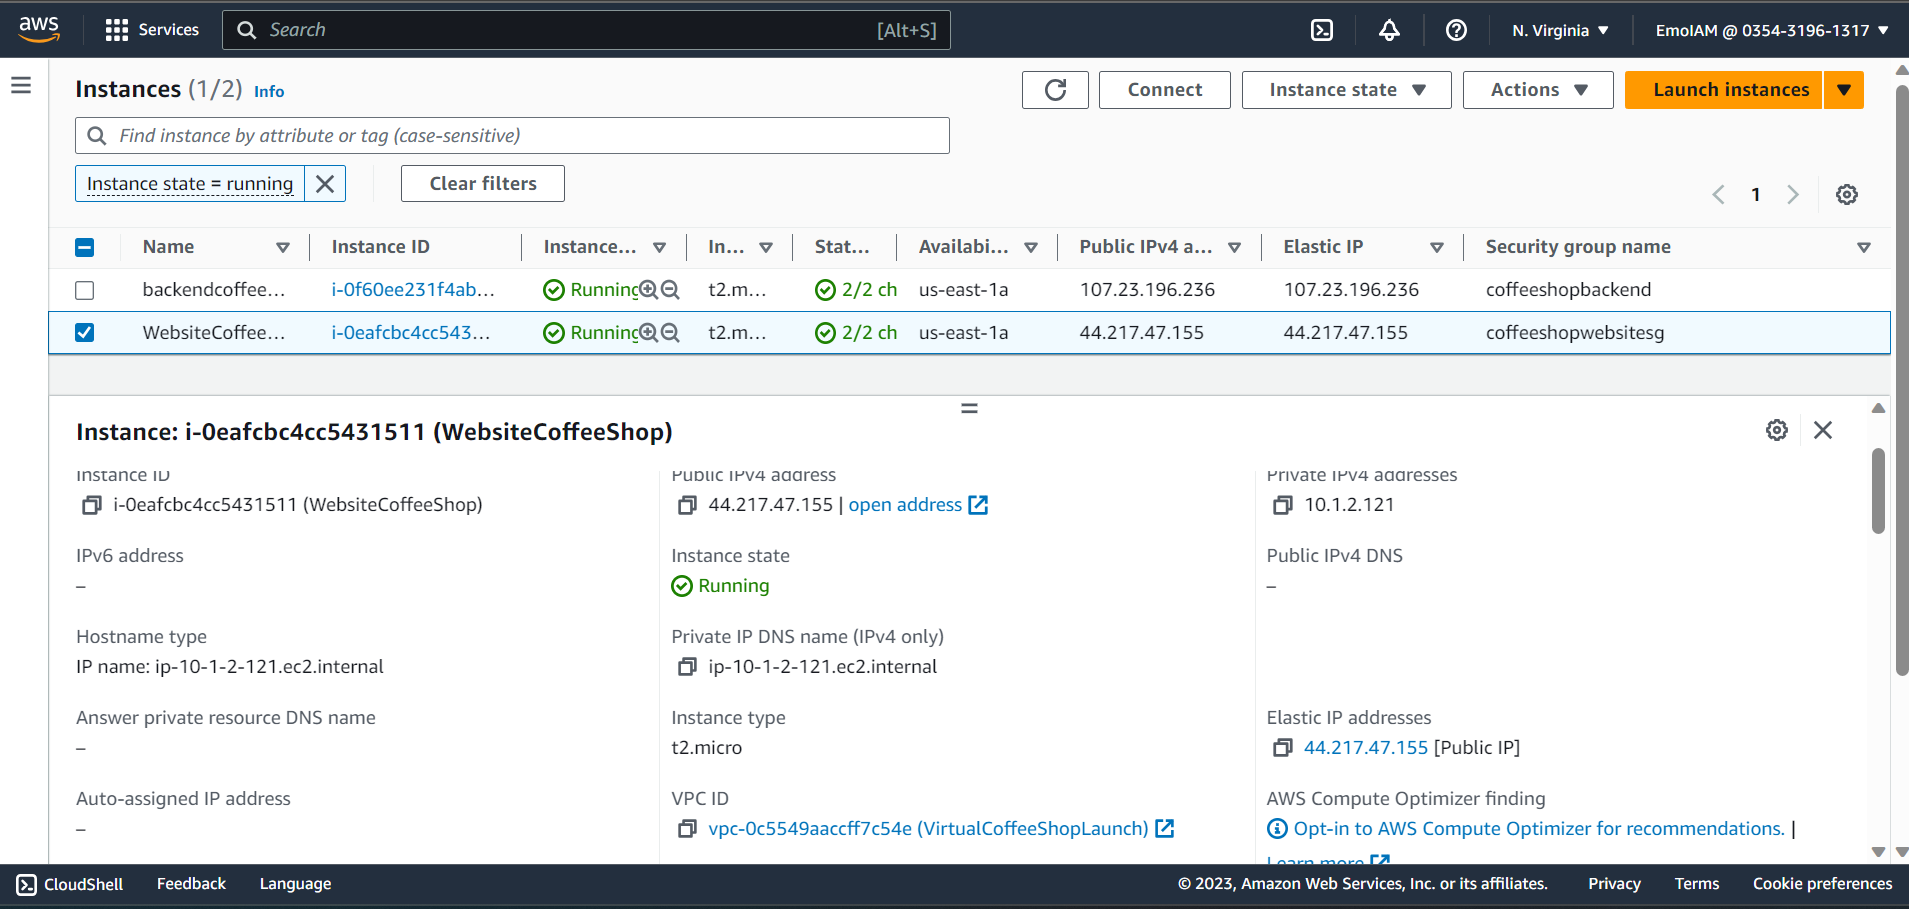 aws Services Search [Alt+S] N. Virginia EmoIAM @ 0354-3196-1317
Instances (1/2) Info Connect Instance state Actions Launch instances
Find instance by attribute or tag (case-sensitive)
Instance state = running Clear filters
1
Name Instance ID Instance... In... Stat... Availabi... Public IPv4 a... Elastic IP Security group name
backendcoffee... i-0f60ee231f4ab... Running t2.m... 2/2 ch us-east-1a 107.23.196.236 107.23.196.236 coffeeshopbackend
WebsiteCoffee... i-0eafcbc4cc543... Running t2.m... 2/2 ch us-east-1a 44.217.47.155 44.217.47.155 coffeeshopwebsitesg
Instance: i-0eafcbc4cc5431511 (WebsiteCoffeeShop)
Instance ID Public IPv4 address Private IPv4 addresses
i-0eafcbc4cc5431511 (WebsiteCoffeeShop) 44.217.47.155 | open address 10.1.2.121
IPv6 address Instance state Public IPv4 DNS
– Running –
Hostname type Private IP DNS name (IPv4 only)
IP name: ip-10-1-2-121.ec2.internal ip-10-1-2-121.ec2.internal
Answer private resource DNS name Instance type Elastic IP addresses
– t2.micro 44.217.47.155 [Public IP]
Auto-assigned IP address VPC ID AWS Compute Optimizer finding
– vpc-0c5549aaccff7c54e (VirtualCoffeeShopLaunch) Opt-in to AWS Compute Optimizer for recommendations. |
Learn more
CloudShell Feedback Language © 2023, Amazon Web Services, Inc. or its affiliates. Privacy Terms Cookie preferences